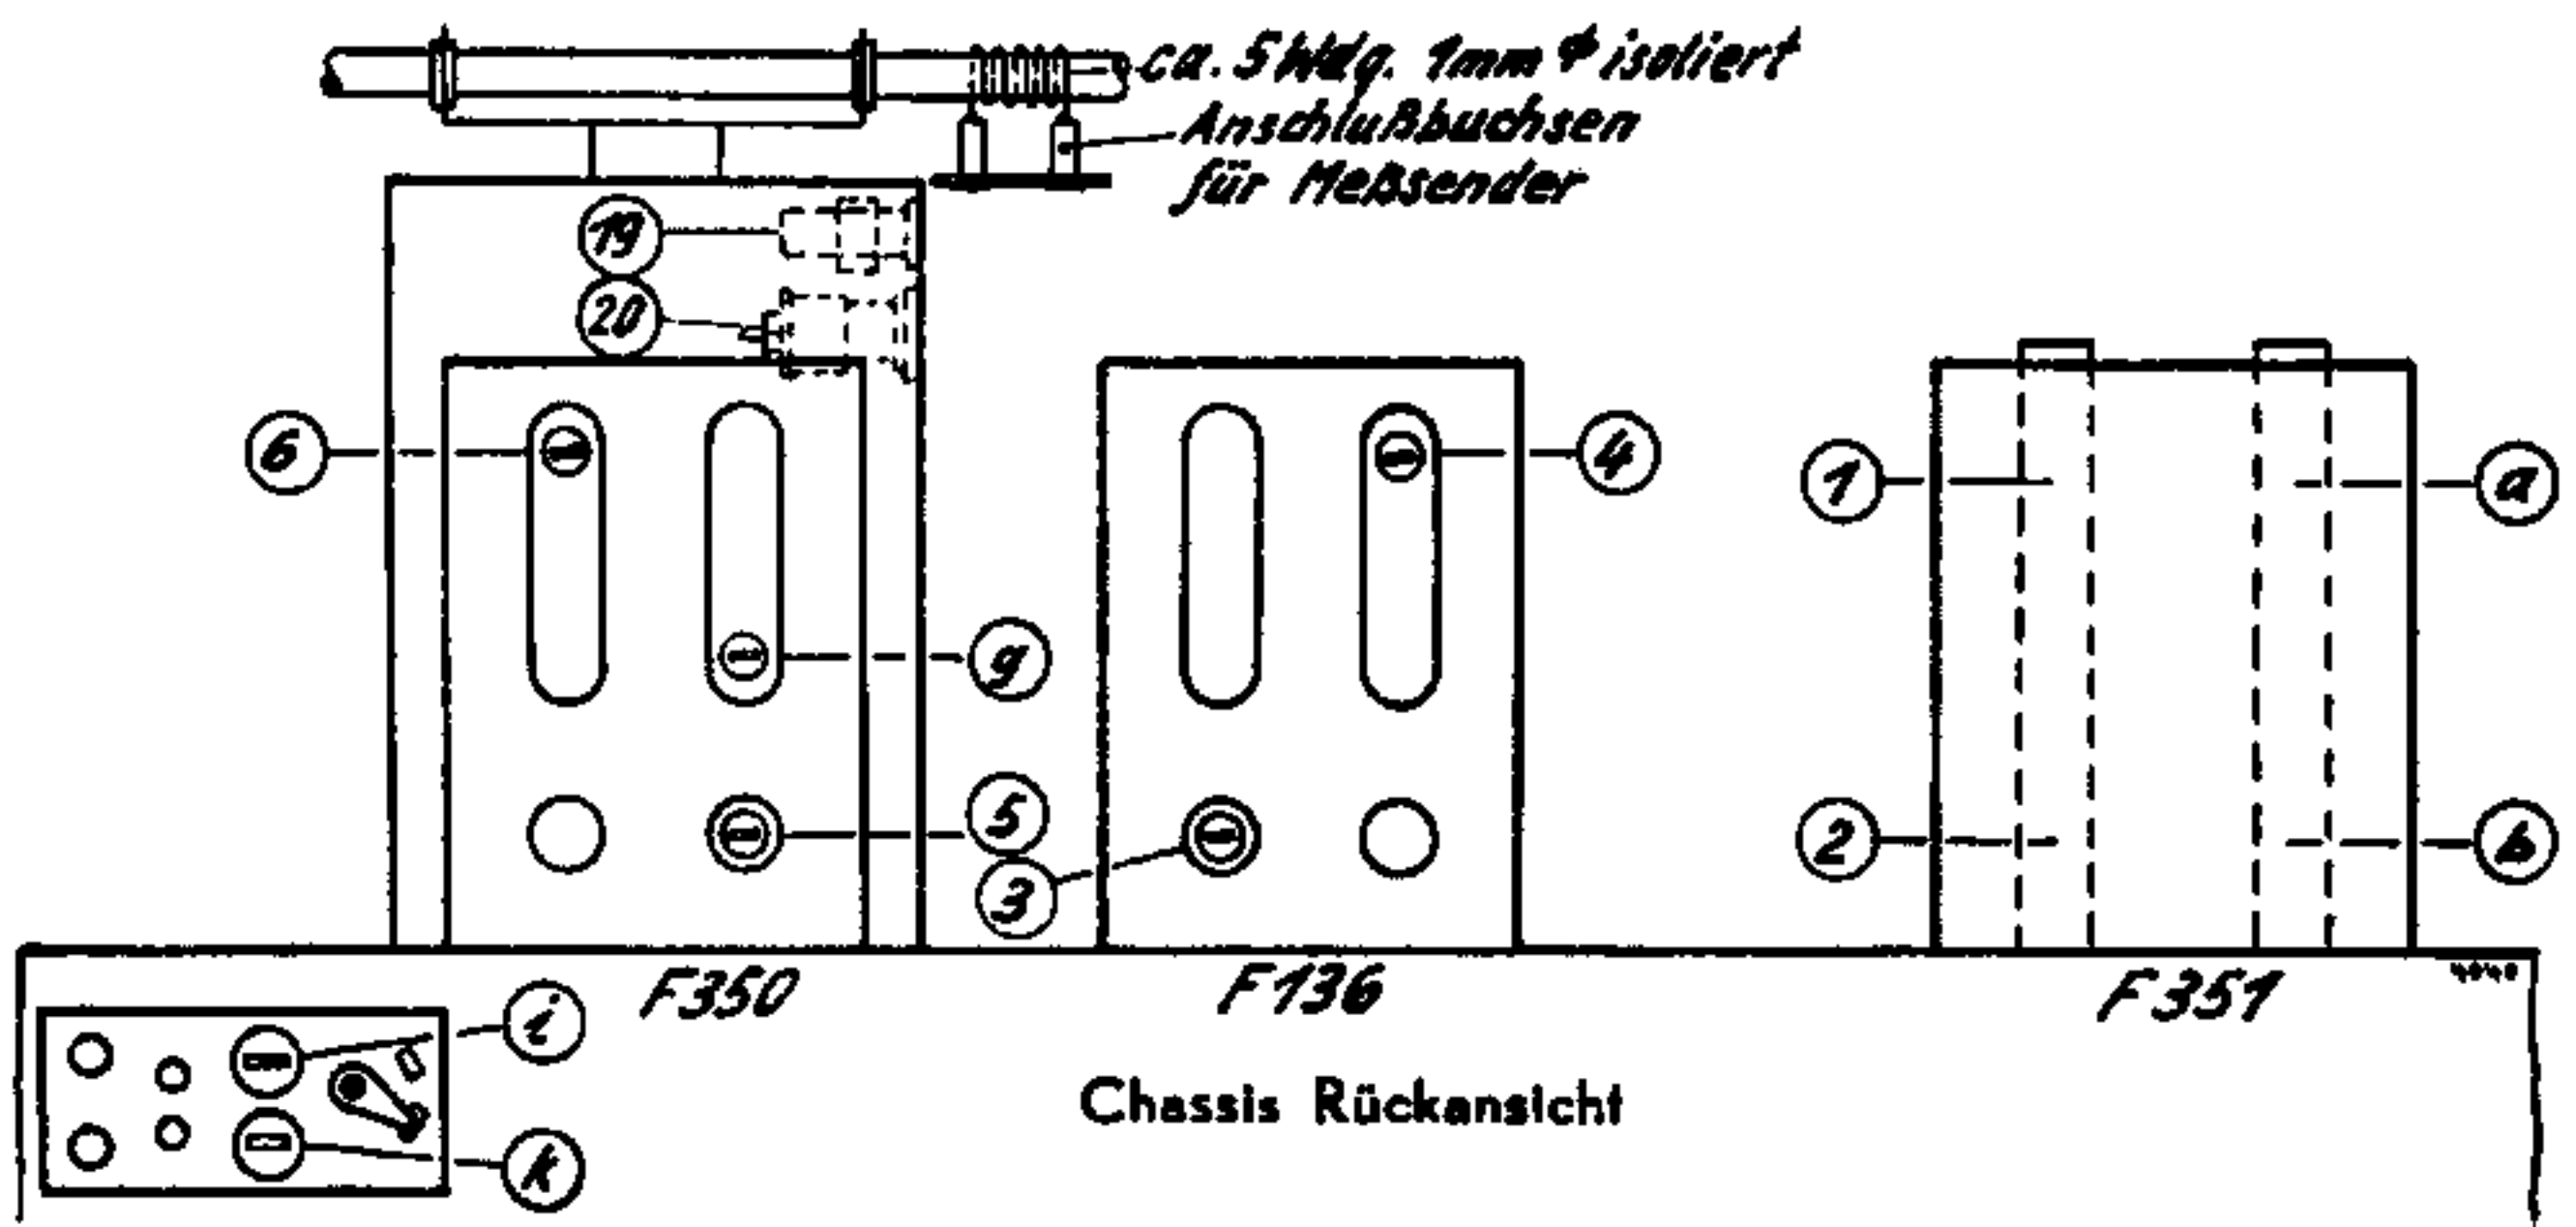 ca. 5 Wdg. 1mm ϕ isoliert
Anschlußbuchsen
für Meßsender
19
20
6
4
1
a
g
5
3
2
b
F350
F136
F351
4040
i
k
Chassis Rückansicht